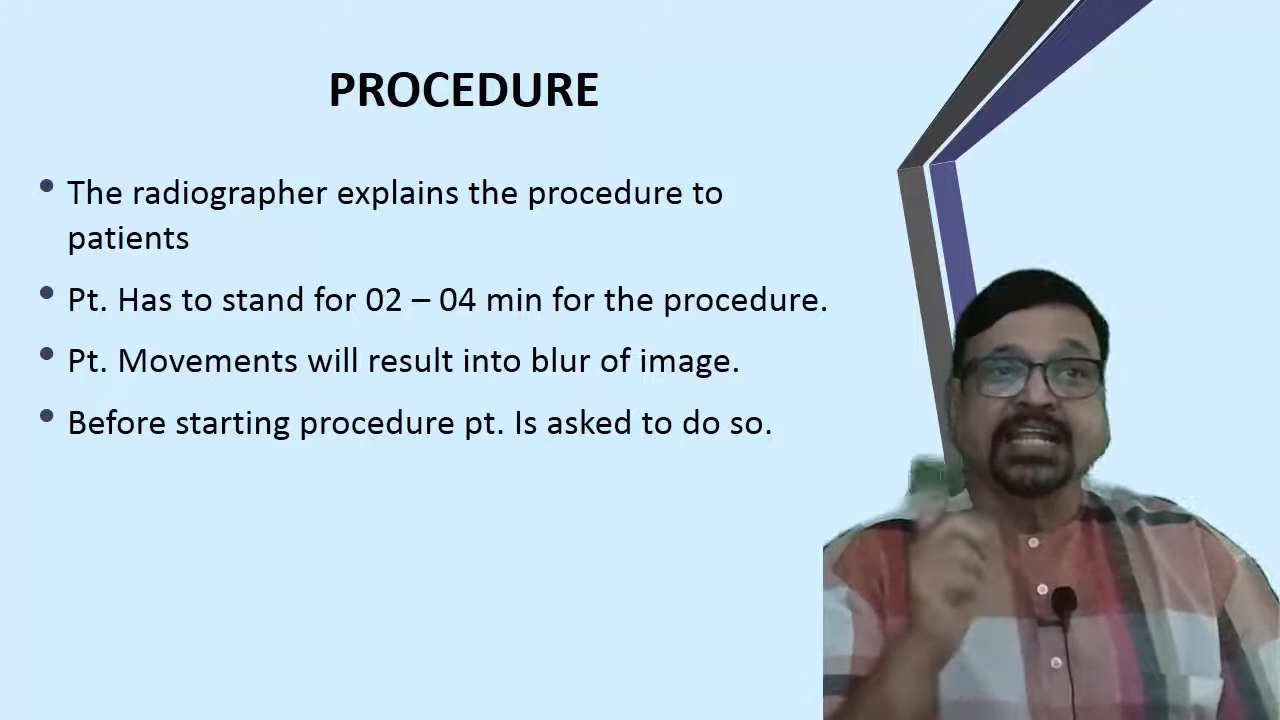 PROCEDURE
• The radiographer explains the procedure to
patients
• Pt. Has to stand for 02 – 04 min for the procedure.
• Pt. Movements will result into blur of image.
• Before starting procedure pt. Is asked to do so.